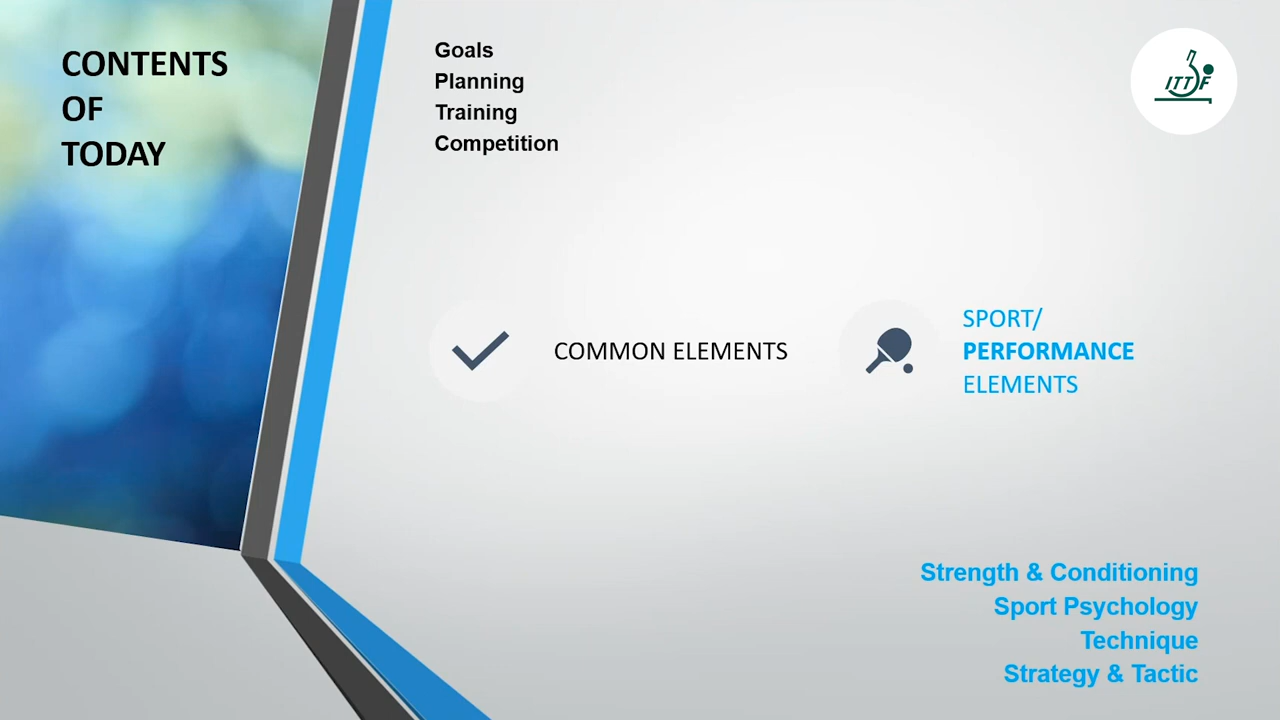 CONTENTS
OF
TODAY
Goals
Planning
Training
Competition
ITTF
COMMON ELEMENTS
SPORT/
PERFORMANCE
ELEMENTS
Strength & Conditioning
Sport Psychology
Technique
Strategy & Tactic